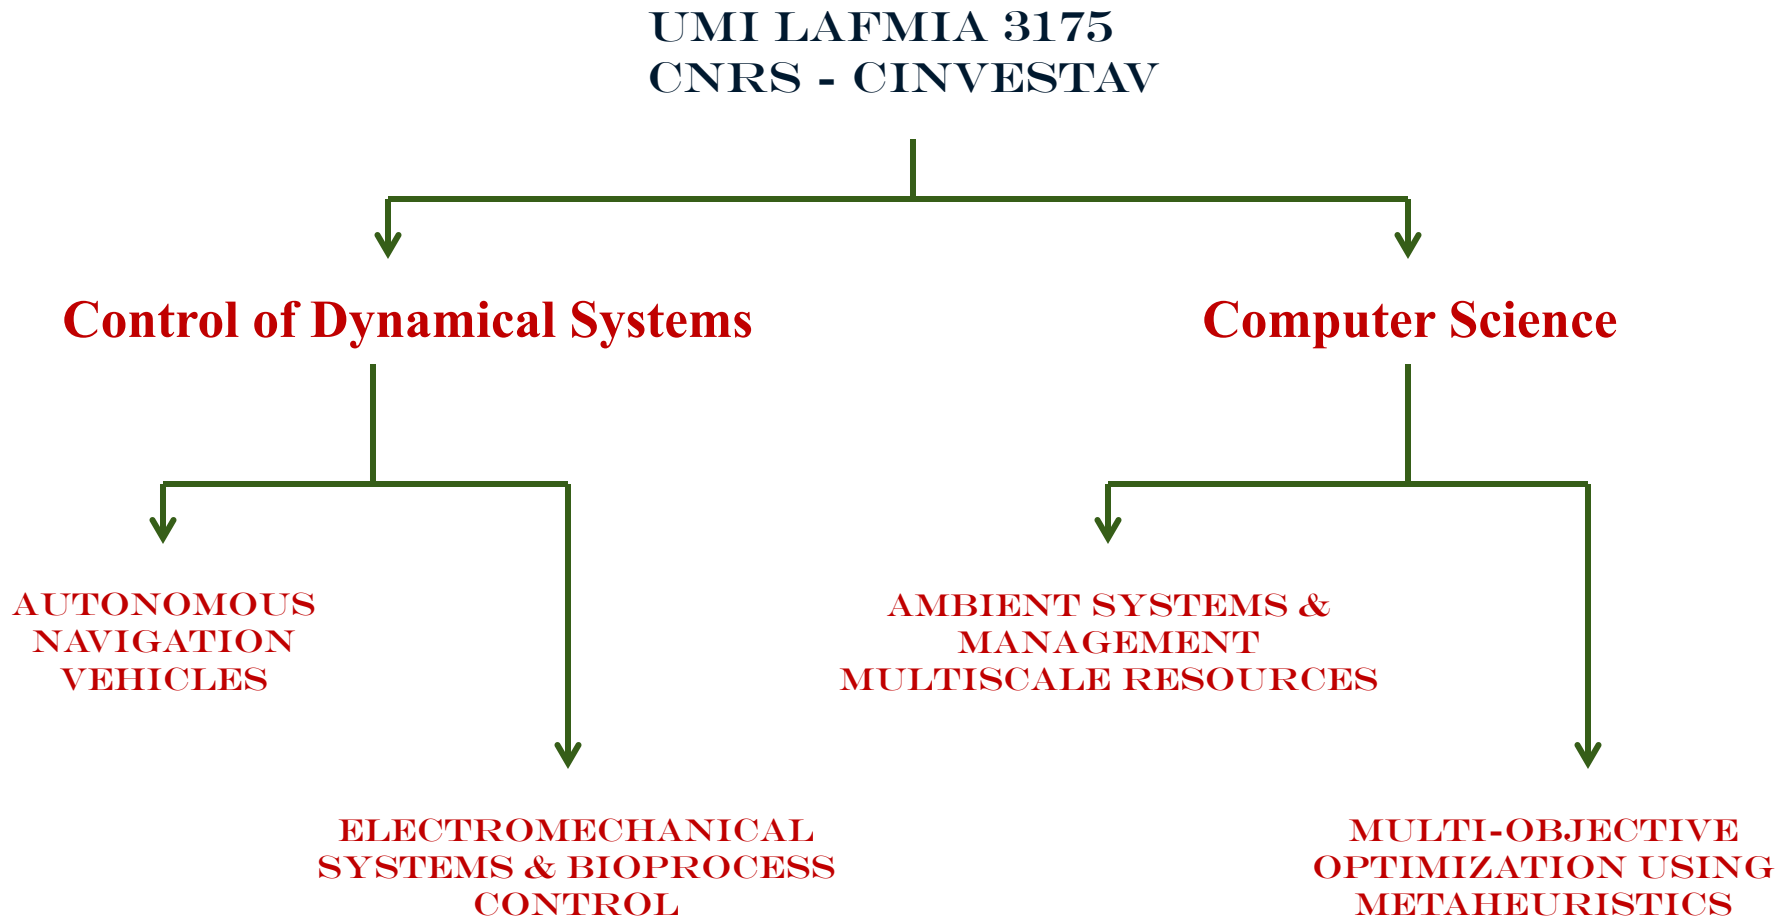 UMI LAFMIA 3175
CNRS - CINVESTAV
Control of Dynamical Systems
Computer Science
AUTONOMOUS
NAVIGATION
VEHICLES
AMBIENT SYSTEMS &
MANAGEMENT
MULTISCALE RESOURCES
ELECTROMECHANICAL
SYSTEMS & BIOPROCESS
CONTROL
MULTI-OBJECTIVE
OPTIMIZATION USING
METAHEURISTICS